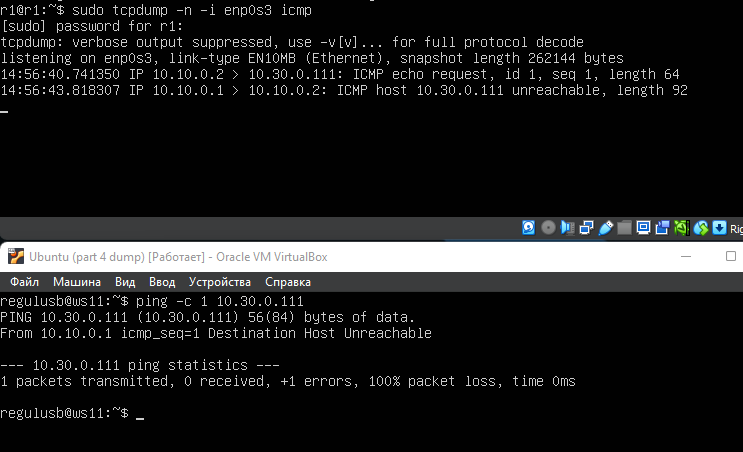 r1@r1:~$ sudo tcpdump -n -i enp0s3 icmp
[sudo] password for r1:
tcpdump: verbose output suppressed, use -v[v]... for full protocol decode
listening on enp0s3, link-type EN10MB (Ethernet), snapshot length 262144 bytes
14:56:40.741350 IP 10.10.0.2 > 10.30.0.111: ICMP echo request, id 1, seq 1, length 64
14:56:43.818307 IP 10.10.0.1 > 10.10.0.2: ICMP host 10.30.0.111 unreachable, length 92
Rig
Ubuntu (part 4 dump) [Работает] - Oracle VM VirtualBox
Файл Машина Вид Ввод Устройства Справка
regulusb@ws11:~$ ping -c 1 10.30.0.111
PING 10.30.0.111 (10.30.0.111) 56(84) bytes of data.
From 10.10.0.1 icmp_seq=1 Destination Host Unreachable
--- 10.30.0.111 ping statistics ---
1 packets transmitted, 0 received, +1 errors, 100% packet loss, time 0ms
regulusb@ws11:~$ _